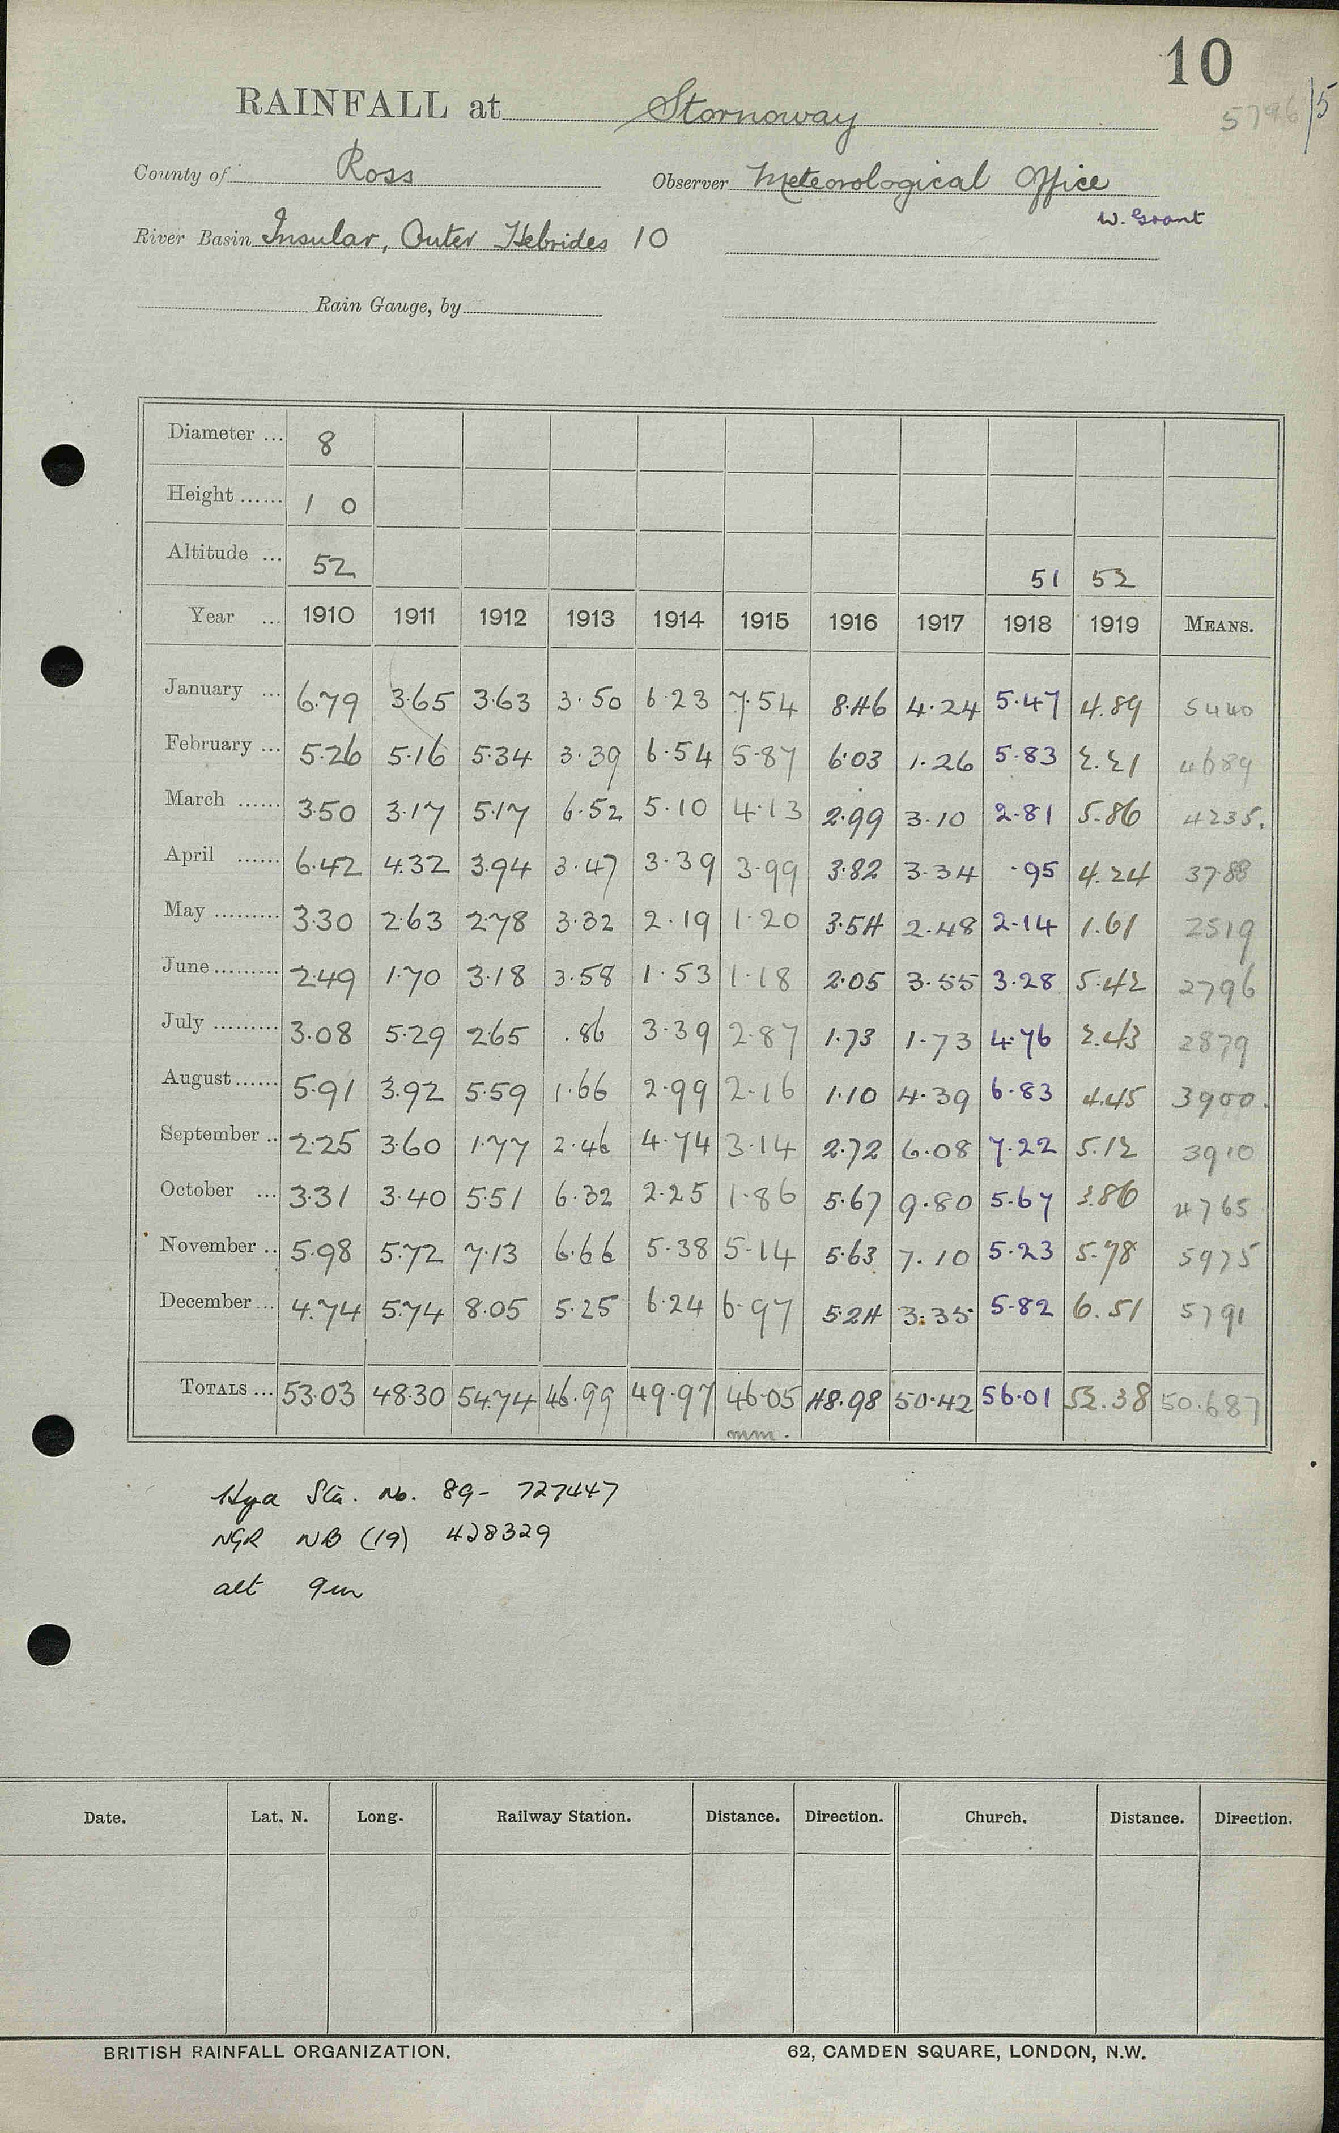 10
5796/5
RAINFALL at Stornoway
County of Ross Observer Meteorological Office
W. Grant
River Basin Insular, Outer Hebrides 10
Rain Gauge, by
Diameter ... 8
Height ...... 1 0
Altitude ... 52 51 52
Year ... 1910 1911 1912 1913 1914 1915 1916 1917 1918 1919 MEANS.
January ... 6.79 3.65 3.63 3.50 6.23 7.54 8.46 4.24 5.47 4.89 5440
February ... 5.26 5.16 5.34 3.39 6.54 5.87 6.03 1.26 5.83 2.21 4689
March ...... 3.50 3.17 5.17 6.52 5.10 4.13 2.99 3.10 2.81 5.86 4235.
April ...... 6.42 4.32 3.94 3.47 3.39 3.99 3.82 3.34 .95 4.24 3788
May ......... 3.30 2.63 2.78 3.32 2.19 1.20 3.54 2.48 2.14 1.61 2519
June ......... 2.49 1.70 3.18 3.58 1.53 1.18 2.05 3.55 3.28 5.42 2796
July ......... 3.08 5.29 2.65 .86 3.39 2.87 1.73 1.73 4.76 2.43 2879
August ...... 5.91 3.92 5.59 1.66 2.99 2.16 1.10 4.39 6.83 4.45 3900.
September .. 2.25 3.60 1.77 2.46 4.74 3.14 2.72 6.08 7.22 5.12 3910
October ... 3.31 3.40 5.51 6.32 2.25 1.86 5.67 9.80 5.67 3.86 4765
November .. 5.98 5.72 7.13 6.66 5.38 5.14 5.63 7.10 5.23 5.78 5975
December ... 4.74 5.74 8.05 5.25 6.24 6.97 5.24 3.35 5.82 6.51 5791
TOTALS ... 53.03 48.30 54.74 46.99 49.97 46.05 48.98 50.42 56.01 52.38 50.687
mm.
Hyd Stn. No. 89- 727447
NGR NB (19) 428329
alt 9m
Date. Lat. N. Long. Railway Station. Distance. Direction. Church. Distance. Direction.
BRITISH RAINFALL ORGANIZATION. 62, CAMDEN SQUARE, LONDON, N.W.